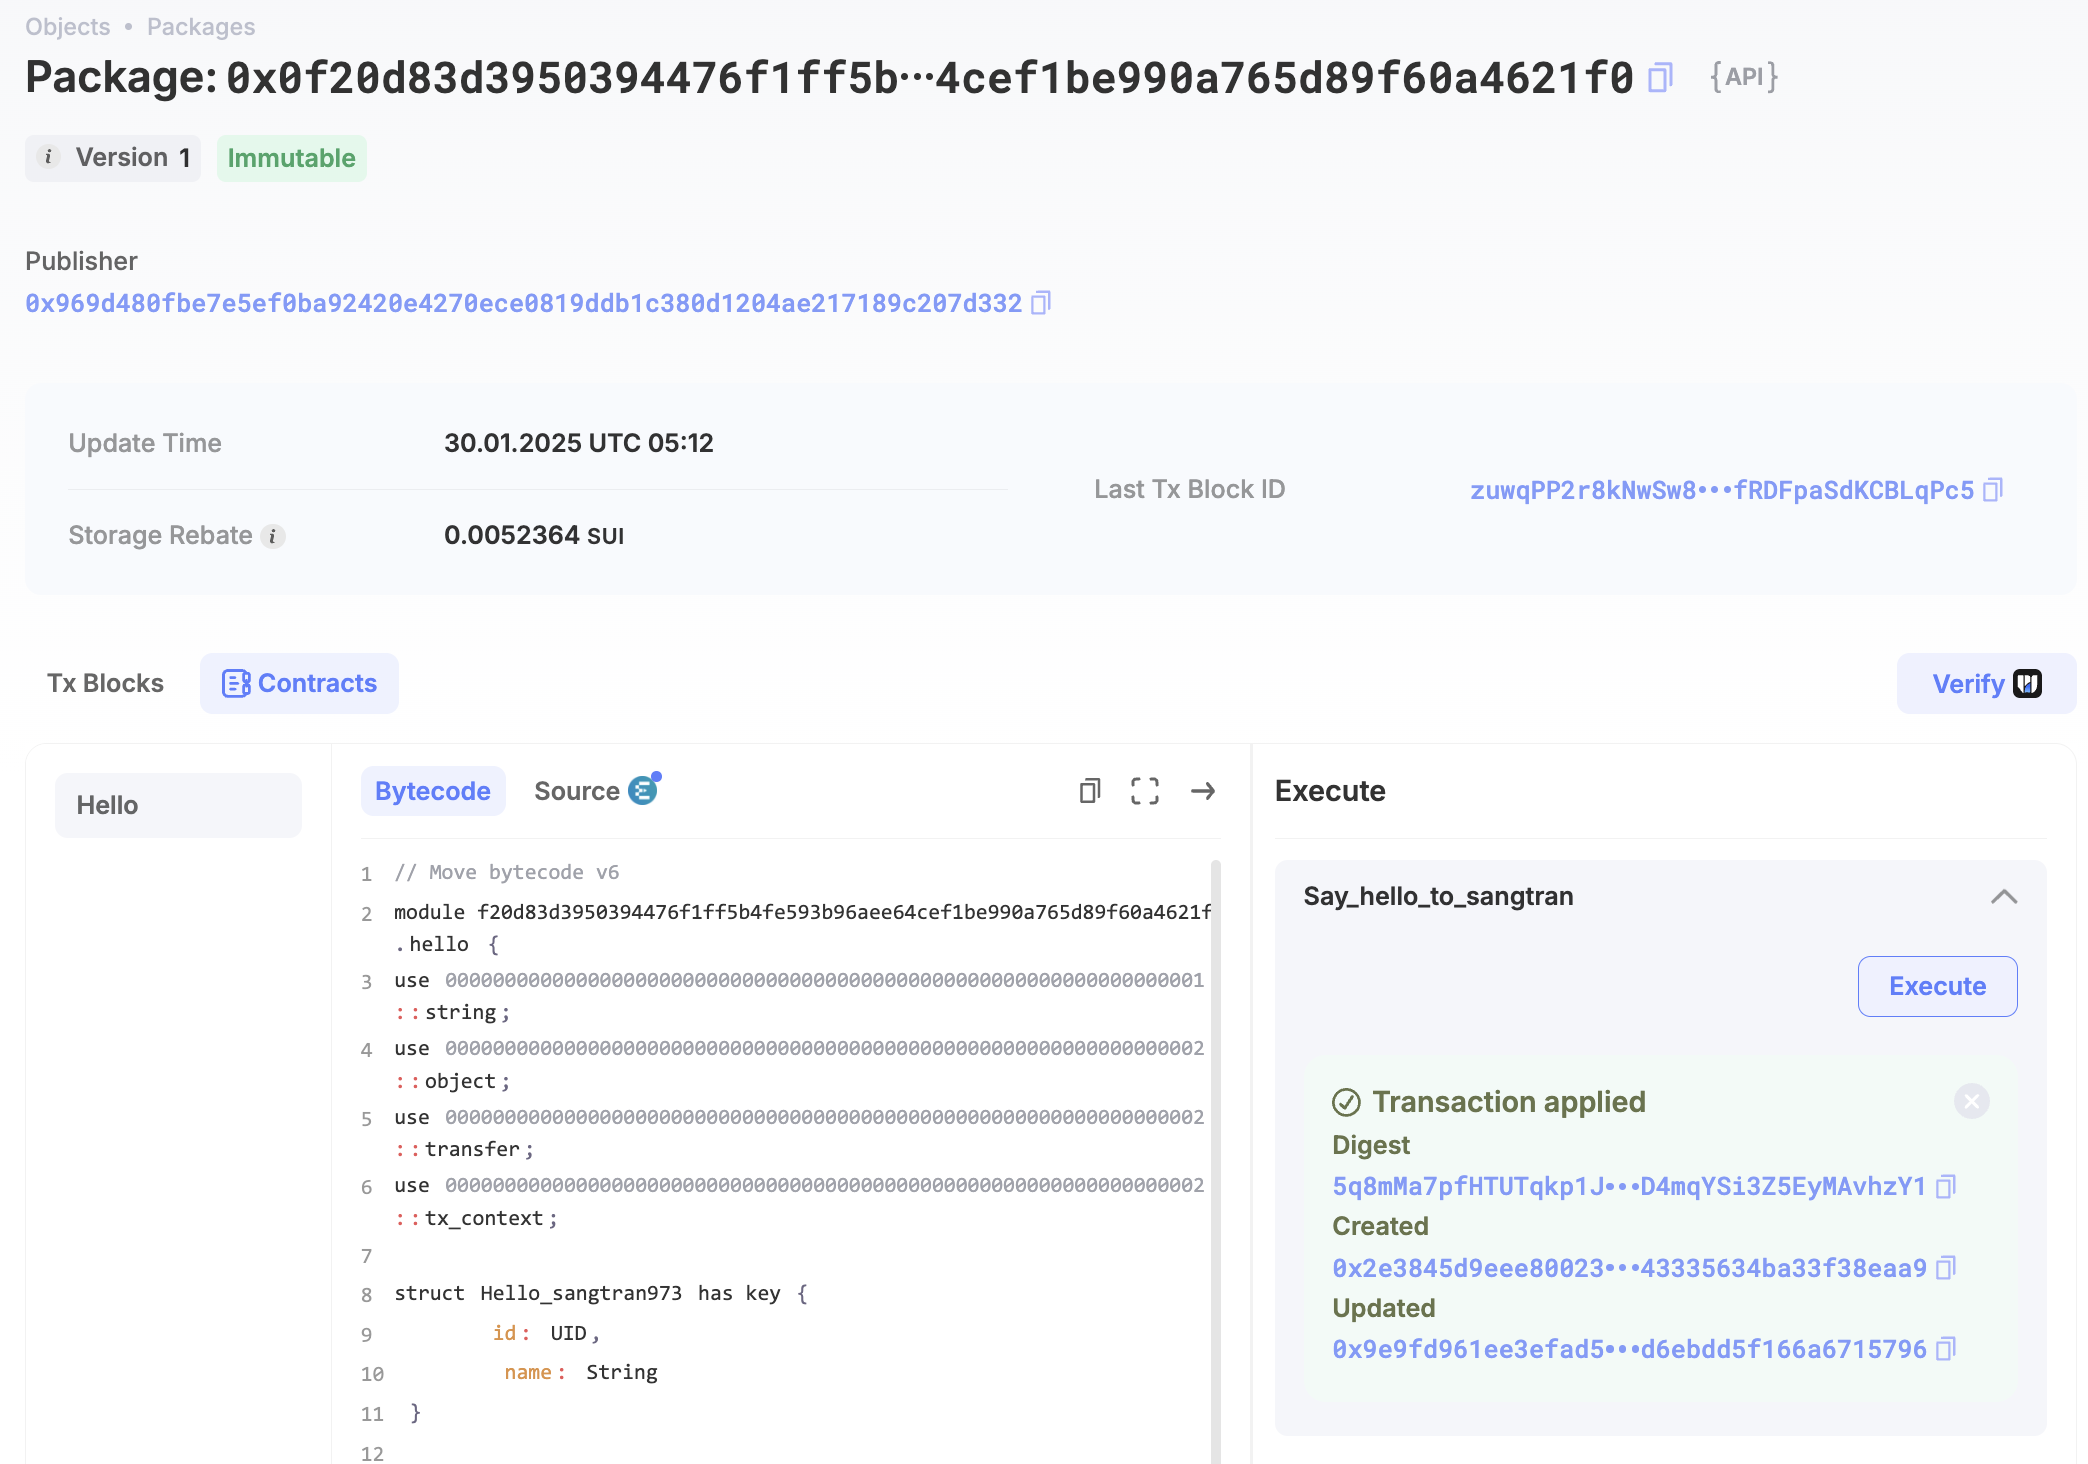 Objects • Packages
Package: 0x0f20d83d3950394476f1ff5b···4cef1be990a765d89f60a4621f0 {API}
i Version 1 Immutable
Publisher
0x969d480fbe7e5ef0ba92420e4270ece0819ddb1c380d1204ae217189c207d332
Update Time 30.01.2025 UTC 05:12
Storage Rebate i 0.0052364 SUI
Last Tx Block ID zuwqPP2r8kNwSw8•••fRDFpaSdKCBLqPc5
Tx Blocks Contracts Verify
Hello
Bytecode Source
1 // Move bytecode v6
2 module f20d83d3950394476f1ff5b4fe593b96aee64cef1be990a765d89f60a4621f
.hello {
3 use 0000000000000000000000000000000000000000000000000000000000000001
::string;
4 use 0000000000000000000000000000000000000000000000000000000000000002
::object;
5 use 0000000000000000000000000000000000000000000000000000000000000002
::transfer;
6 use 0000000000000000000000000000000000000000000000000000000000000002
::tx_context;
7
8 struct Hello_sangtran973 has key {
9 id: UID,
10 name: String
11 }
12
Execute
Say_hello_to_sangtran
Execute
Transaction applied
Digest
5q8mMa7pfHTUTqkp1J•••D4mqYSi3Z5EyMAvhzY1
Created
0x2e3845d9eee80023•••43335634ba33f38eaa9
Updated
0x9e9fd961ee3efad5•••d6ebdd5f166a6715796